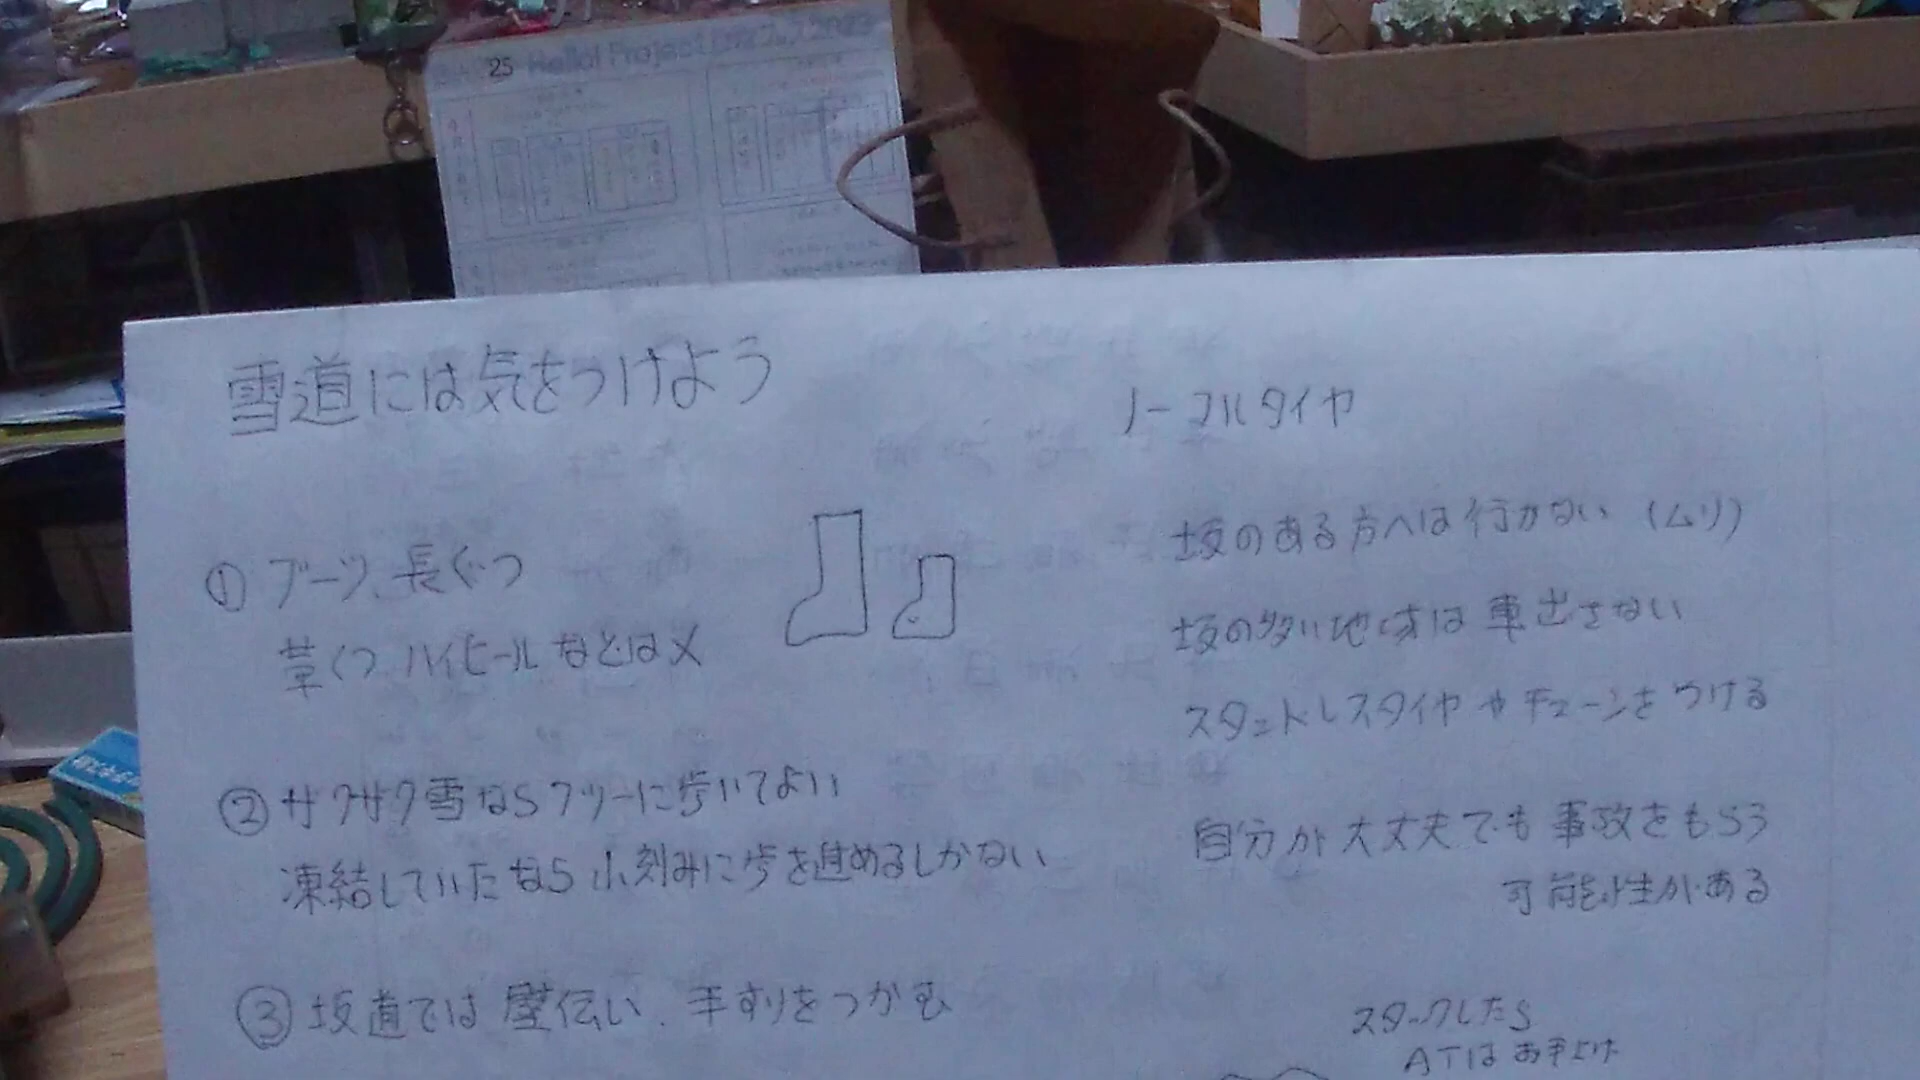 25 Hello! Project
雪道には気をつけよう
① ブーツ、長ぐつ
革ぐつ ハイヒールなどは✕
② サクサク雪ならフツーに歩いてよい
凍結していたなら小刻みに歩を進めるしかない
③ 坂道では壁伝い、手すりをつかむ
ノーマルタイヤ
坂のある方へは行かない (ムリ)
坂の多い地域は車出さない
スタッドレスタイヤやチェーンをつける
自分が大丈夫でも事故をもらう
可能性がある
スタックしたら
ATはお手上げ